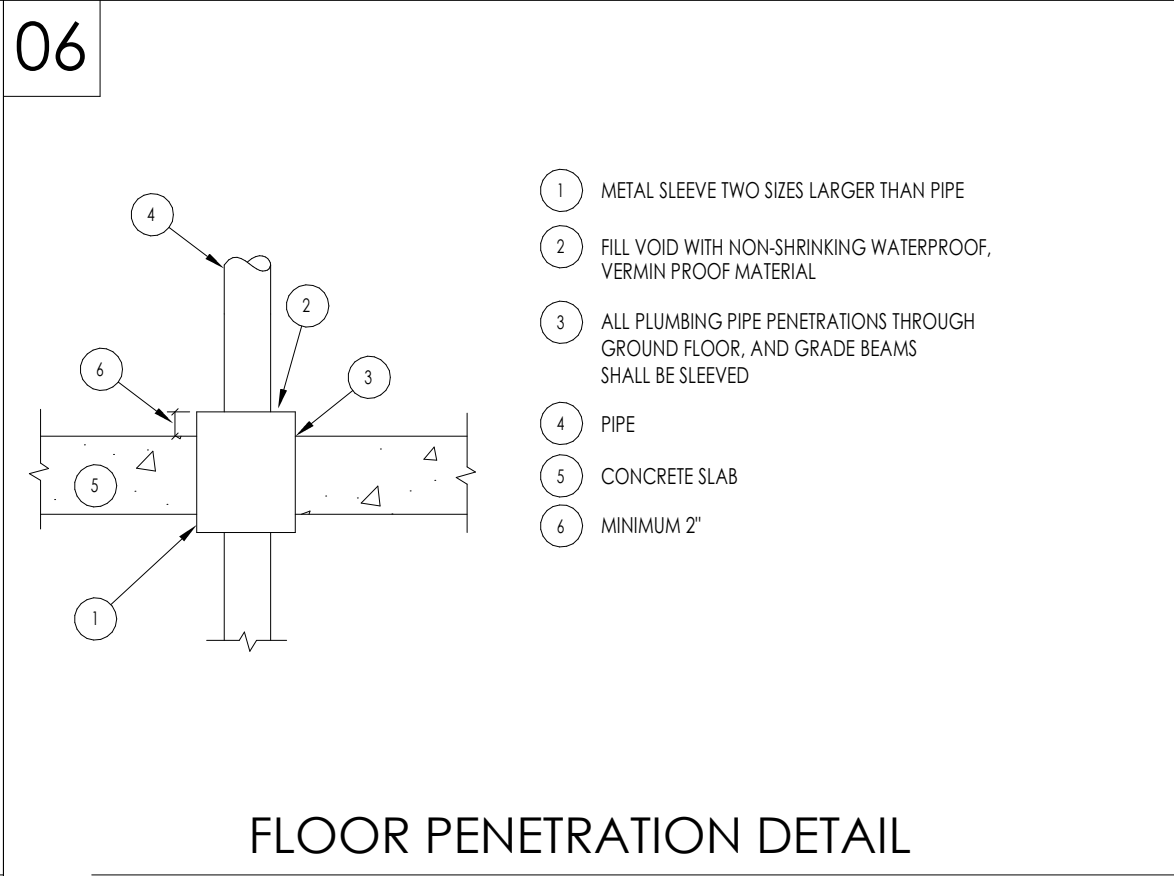 06
4
2
6
3
5
1
1 METAL SLEEVE TWO SIZES LARGER THAN PIPE
2 FILL VOID WITH NON-SHRINKING WATERPROOF,
VERMIN PROOF MATERIAL
3 ALL PLUMBING PIPE PENETRATIONS THROUGH
GROUND FLOOR, AND GRADE BEAMS
SHALL BE SLEEVED
4 PIPE
5 CONCRETE SLAB
6 MINIMUM 2"
FLOOR PENETRATION DETAIL